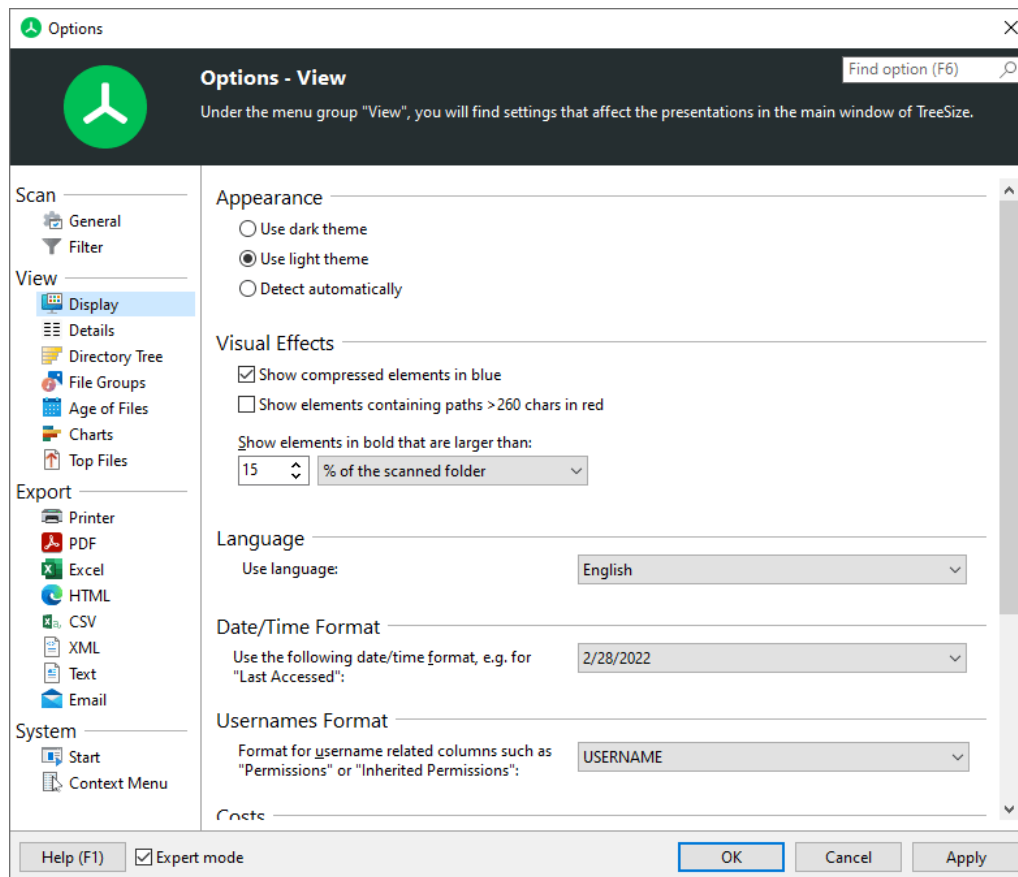 Options
Options - View
Find option (F6)
Under the menu group "View", you will find settings that affect the presentations in the main window of TreeSize.
Scan
General
Filter
View
Display
Details
Directory Tree
File Groups
Age of Files
Charts
Top Files
Export
Printer
PDF
Excel
HTML
CSV
XML
Text
Email
System
Start
Context Menu
Appearance
Use dark theme
Use light theme
Detect automatically
Visual Effects
Show compressed elements in blue
Show elements containing paths >260 chars in red
Show elements in bold that are larger than:
15 % of the scanned folder
Language
Use language: English
Date/Time Format
Use the following date/time format, e.g. for
"Last Accessed":
2/28/2022
Usernames Format
Format for username related columns such as
"Permissions" or "Inherited Permissions":
USERNAME
Costs
Help (F1) Expert mode OK Cancel Apply